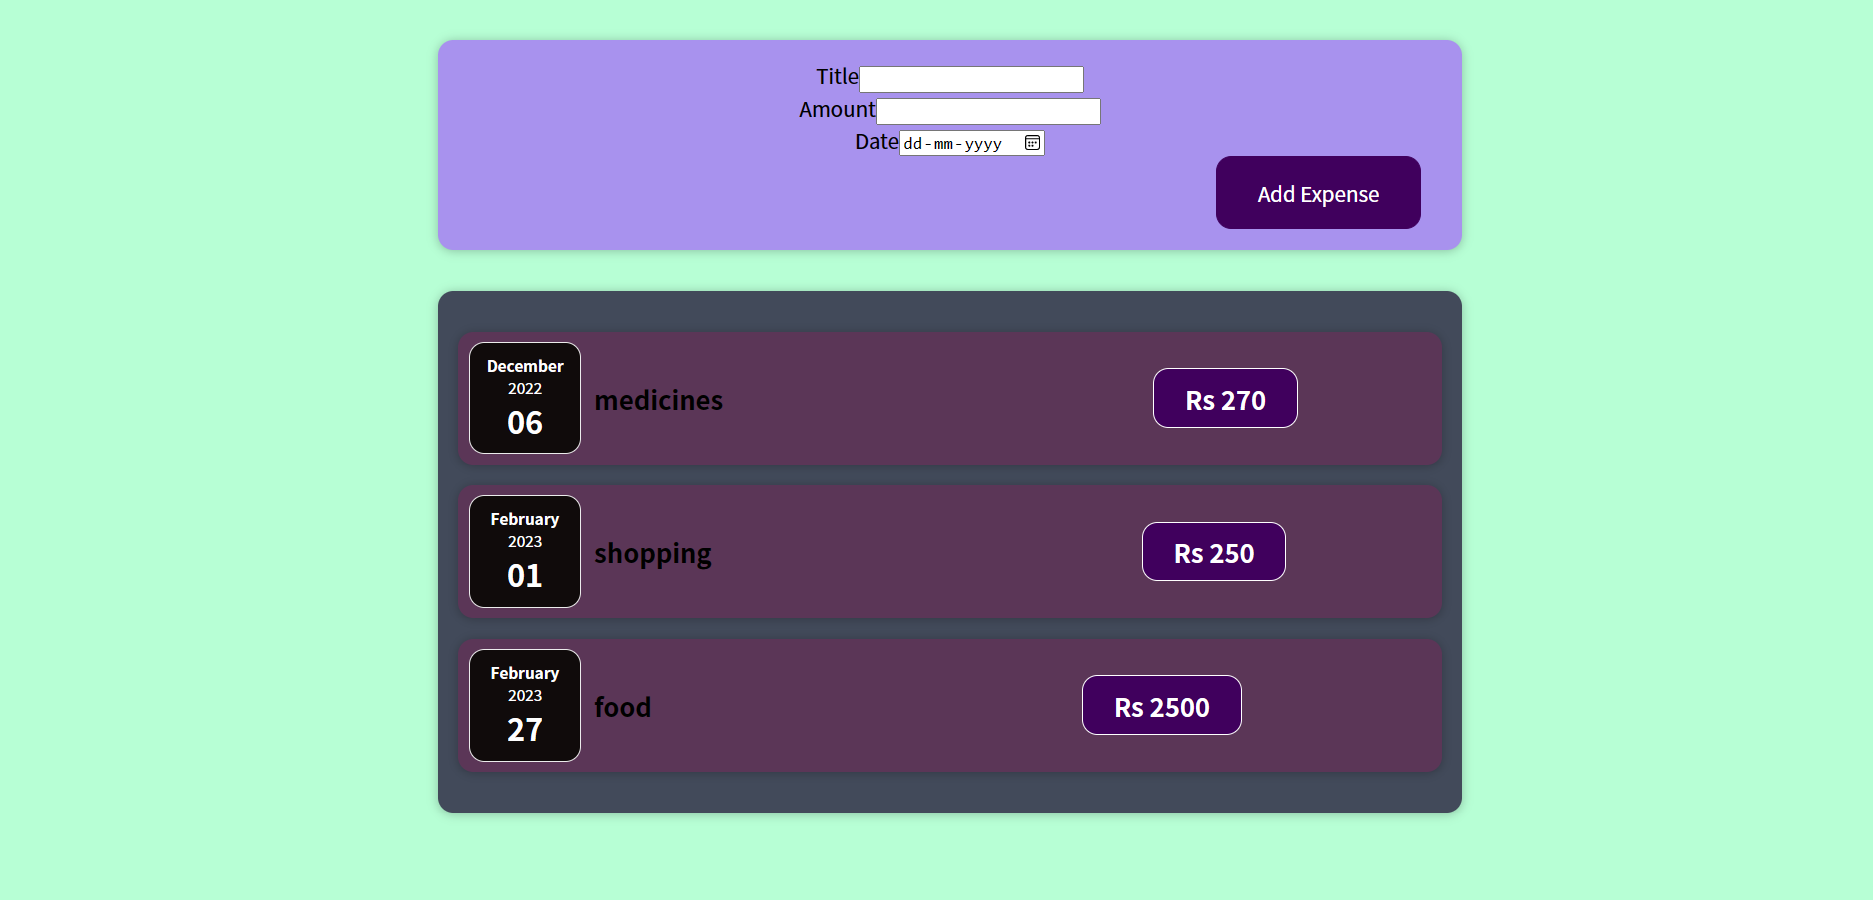 Title
Amount
Date dd-mm-yyyy
Add Expense
December
2022
06
medicines
Rs 270
February
2023
01
shopping
Rs 250
February
2023
27
food
Rs 2500